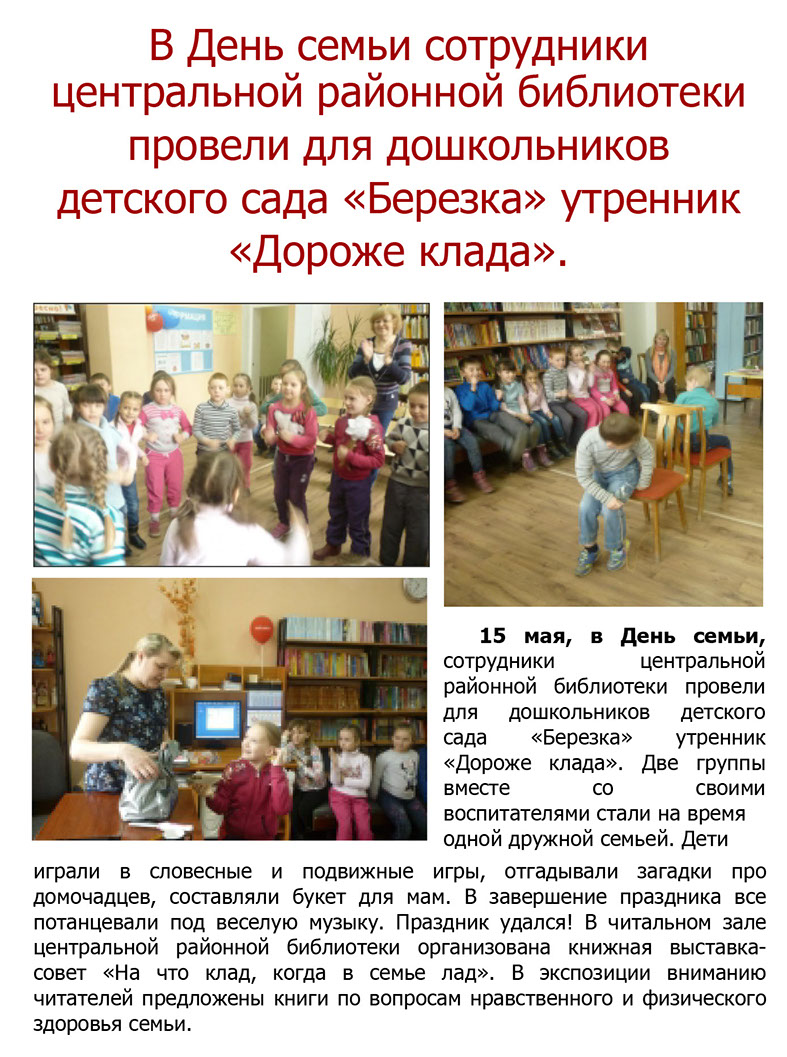 В День семьи сотрудники
центральной районной библиотеки
провели для дошкольников
детского сада «Березка» утренник
«Дороже клада».
15 мая, в День семьи,
сотрудники центральной
районной библиотеки провели
для дошкольников детского
сада «Березка» утренник
«Дороже клада». Две группы
вместе со своими
воспитателями стали на время
одной дружной семьей. Дети
играли в словесные и подвижные игры, отгадывали загадки про
домочадцев, составляли букет для мам. В завершение праздника все
потанцевали под веселую музыку. Праздник удался! В читальном зале
центральной районной библиотеки организована книжная выставка-
совет «На что клад, когда в семье лад». В экспозиции вниманию
читателей предложены книги по вопросам нравственного и физического
здоровья семьи.